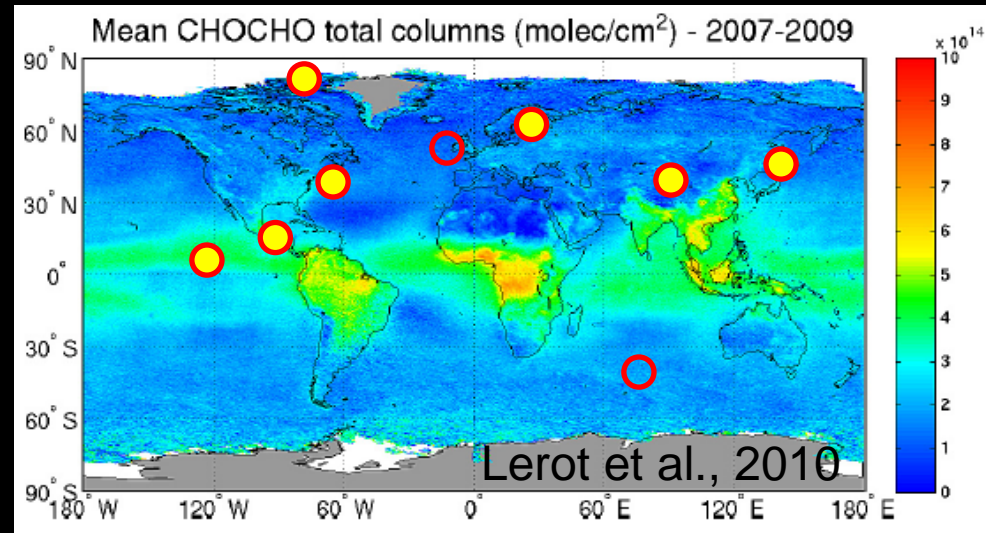 Mean CHOCHO total columns (molec/cm²) - 2007-2009
x 10¹⁴
90° N
60° N
30° N
0°
30° S
60° S
90° S
180° W
120° W
60° W
0°
60° E
120° E
180° E
10
9
8
7
6
5
4
3
2
1
0
Lerot et al., 2010